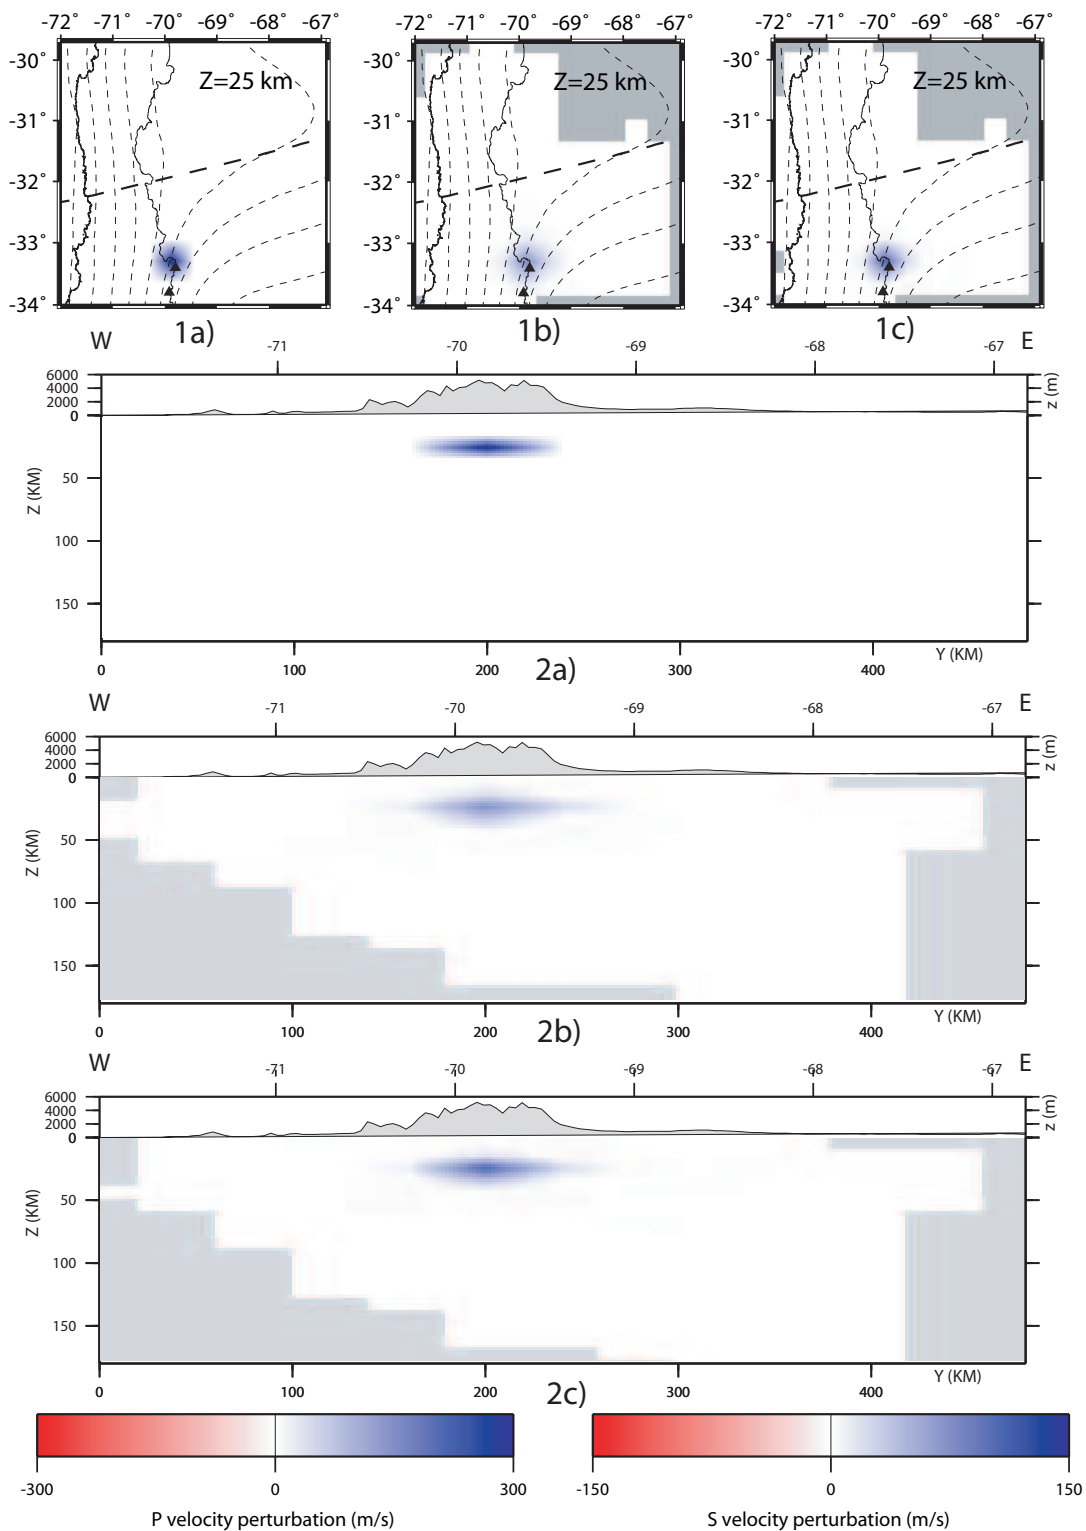 -72° -71° -70° -69° -68° -67° -72° -71° -70° -69° -68° -67° -72° -71° -70° -69° -68° -67°
-30° Z=25 km -30° Z=25 km -30° Z=25 km
-31° -31° -31°
-32° -32° -32°
-33° -33° -33°
-34° -34° -34°
1a) 1b) 1c)
W -71 -70 -69 -68 -67 E
6000
4000
2000
0
z (m)
50
100
150
Z (KM)
0 100 200 300 400 Y (KM)
2a)
W -71 -70 -69 -68 -67 E
6000
4000
2000
0
z (m)
50
100
150
Z (KM)
0 100 200 300 400 Y (KM)
2b)
W -71 -70 -69 -68 -67 E
6000
4000
2000
0
z (m)
50
100
150
Z (KM)
0 100 200 300 400 Y (KM)
2c)
-300 0 300 -150 0 150
P velocity perturbation (m/s) S velocity perturbation (m/s)